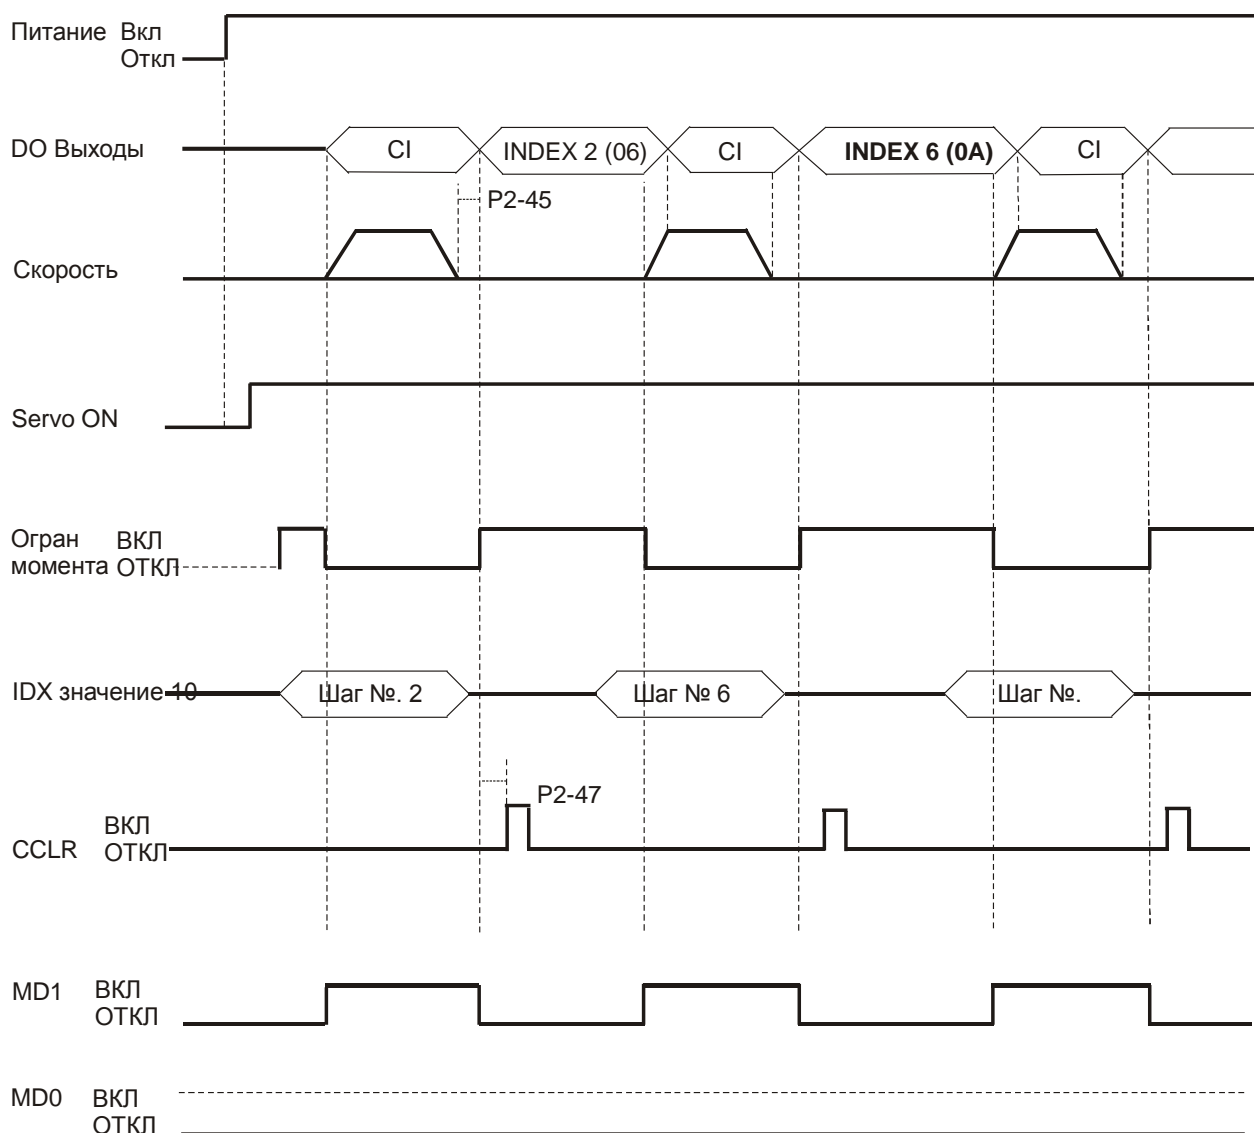 Питание Вкл
Откл
DO Выходы
CI
INDEX 2 (06)
CI
INDEX 6 (0A)
CI
P2-45
Скорость
Servo ON
Огран ВКЛ
момента ОТКЛ
IDX значение 10
Шаг №. 2
Шаг № 6
Шаг №.
P2-47
CCLR ВКЛ
ОТКЛ
MD1 ВКЛ
ОТКЛ
MD0 ВКЛ
ОТКЛ